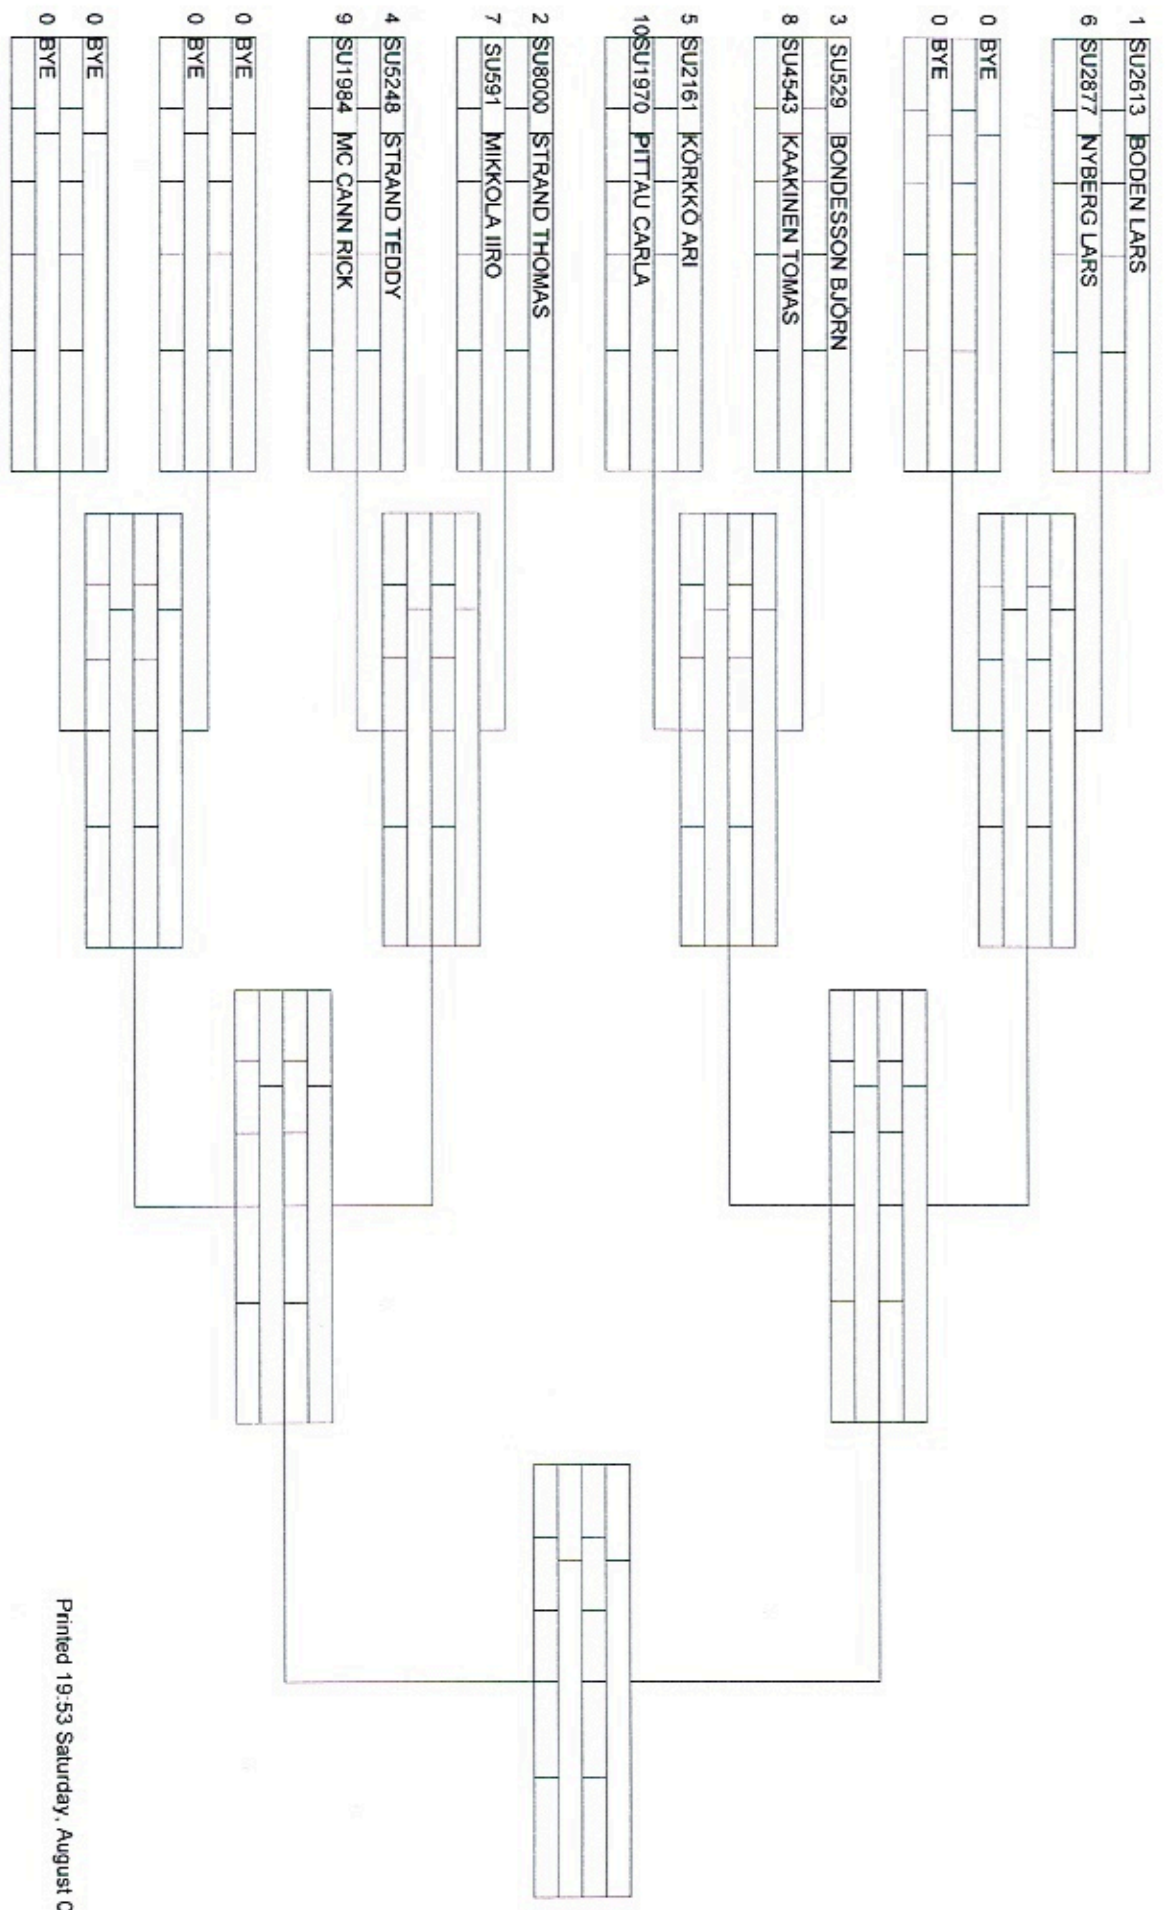 1 SU2613 BODEN LARS
6 SU2877 NYBERG LARS
0 BYE
0 BYE
3 SU529 BONDESSON BJÖRN
8 SU4543 KAAKINEN TOMAS
5 SU2161 KÖRKKÖ ARI
10 SU1970 PITTAU CARLA
2 SU8000 STRAND THOMAS
7 SU591 MIKKOLA IIRO
4 SU5248 STRAND TEDDY
9 SU1984 MC CANN RICK
0 BYE
0 BYE
0 BYE
0 BYE
Printed 19:53 Saturday, August